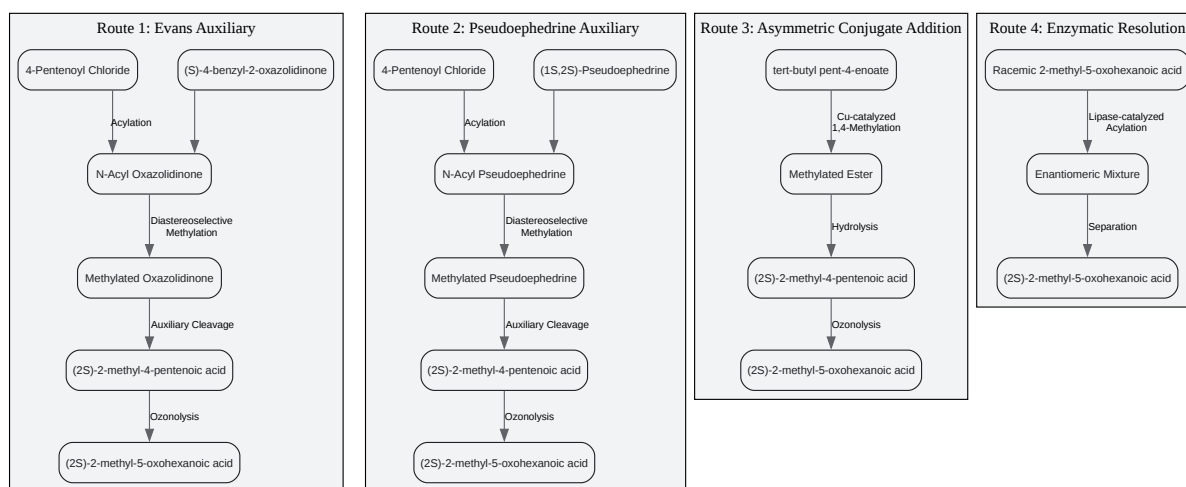 Route 1: Evans Auxiliary
4-Pentenoyl Chloride
(S)-4-benzyl-2-oxazolidinone
Acylation
N-Acyl Oxazolidinone
Diastereoselective
Methylation
Methylated Oxazolidinone
Auxiliary Cleavage
(2S)-2-methyl-4-pentenoic acid
Ozonolysis
(2S)-2-methyl-5-oxohexanoic acid
Route 2: Pseudoephedrine Auxiliary
4-Pentenoyl Chloride
(1S,2S)-Pseudoephedrine
Acylation
N-Acyl Pseudoephedrine
Diastereoselective
Methylation
Methylated Pseudoephedrine
Auxiliary Cleavage
(2S)-2-methyl-4-pentenoic acid
Ozonolysis
(2S)-2-methyl-5-oxohexanoic acid
Route 3: Asymmetric Conjugate Addition
tert-butyl pent-4-enoate
Cu-catalyzed
1,4-Methylation
Methylated Ester
Hydrolysis
(2S)-2-methyl-4-pentenoic acid
Ozonolysis
(2S)-2-methyl-5-oxohexanoic acid
Route 4: Enzymatic Resolution
Racemic 2-methyl-5-oxohexanoic acid
Lipase-catalyzed
Acylation
Enantiomeric Mixture
Separation
(2S)-2-methyl-5-oxohexanoic acid